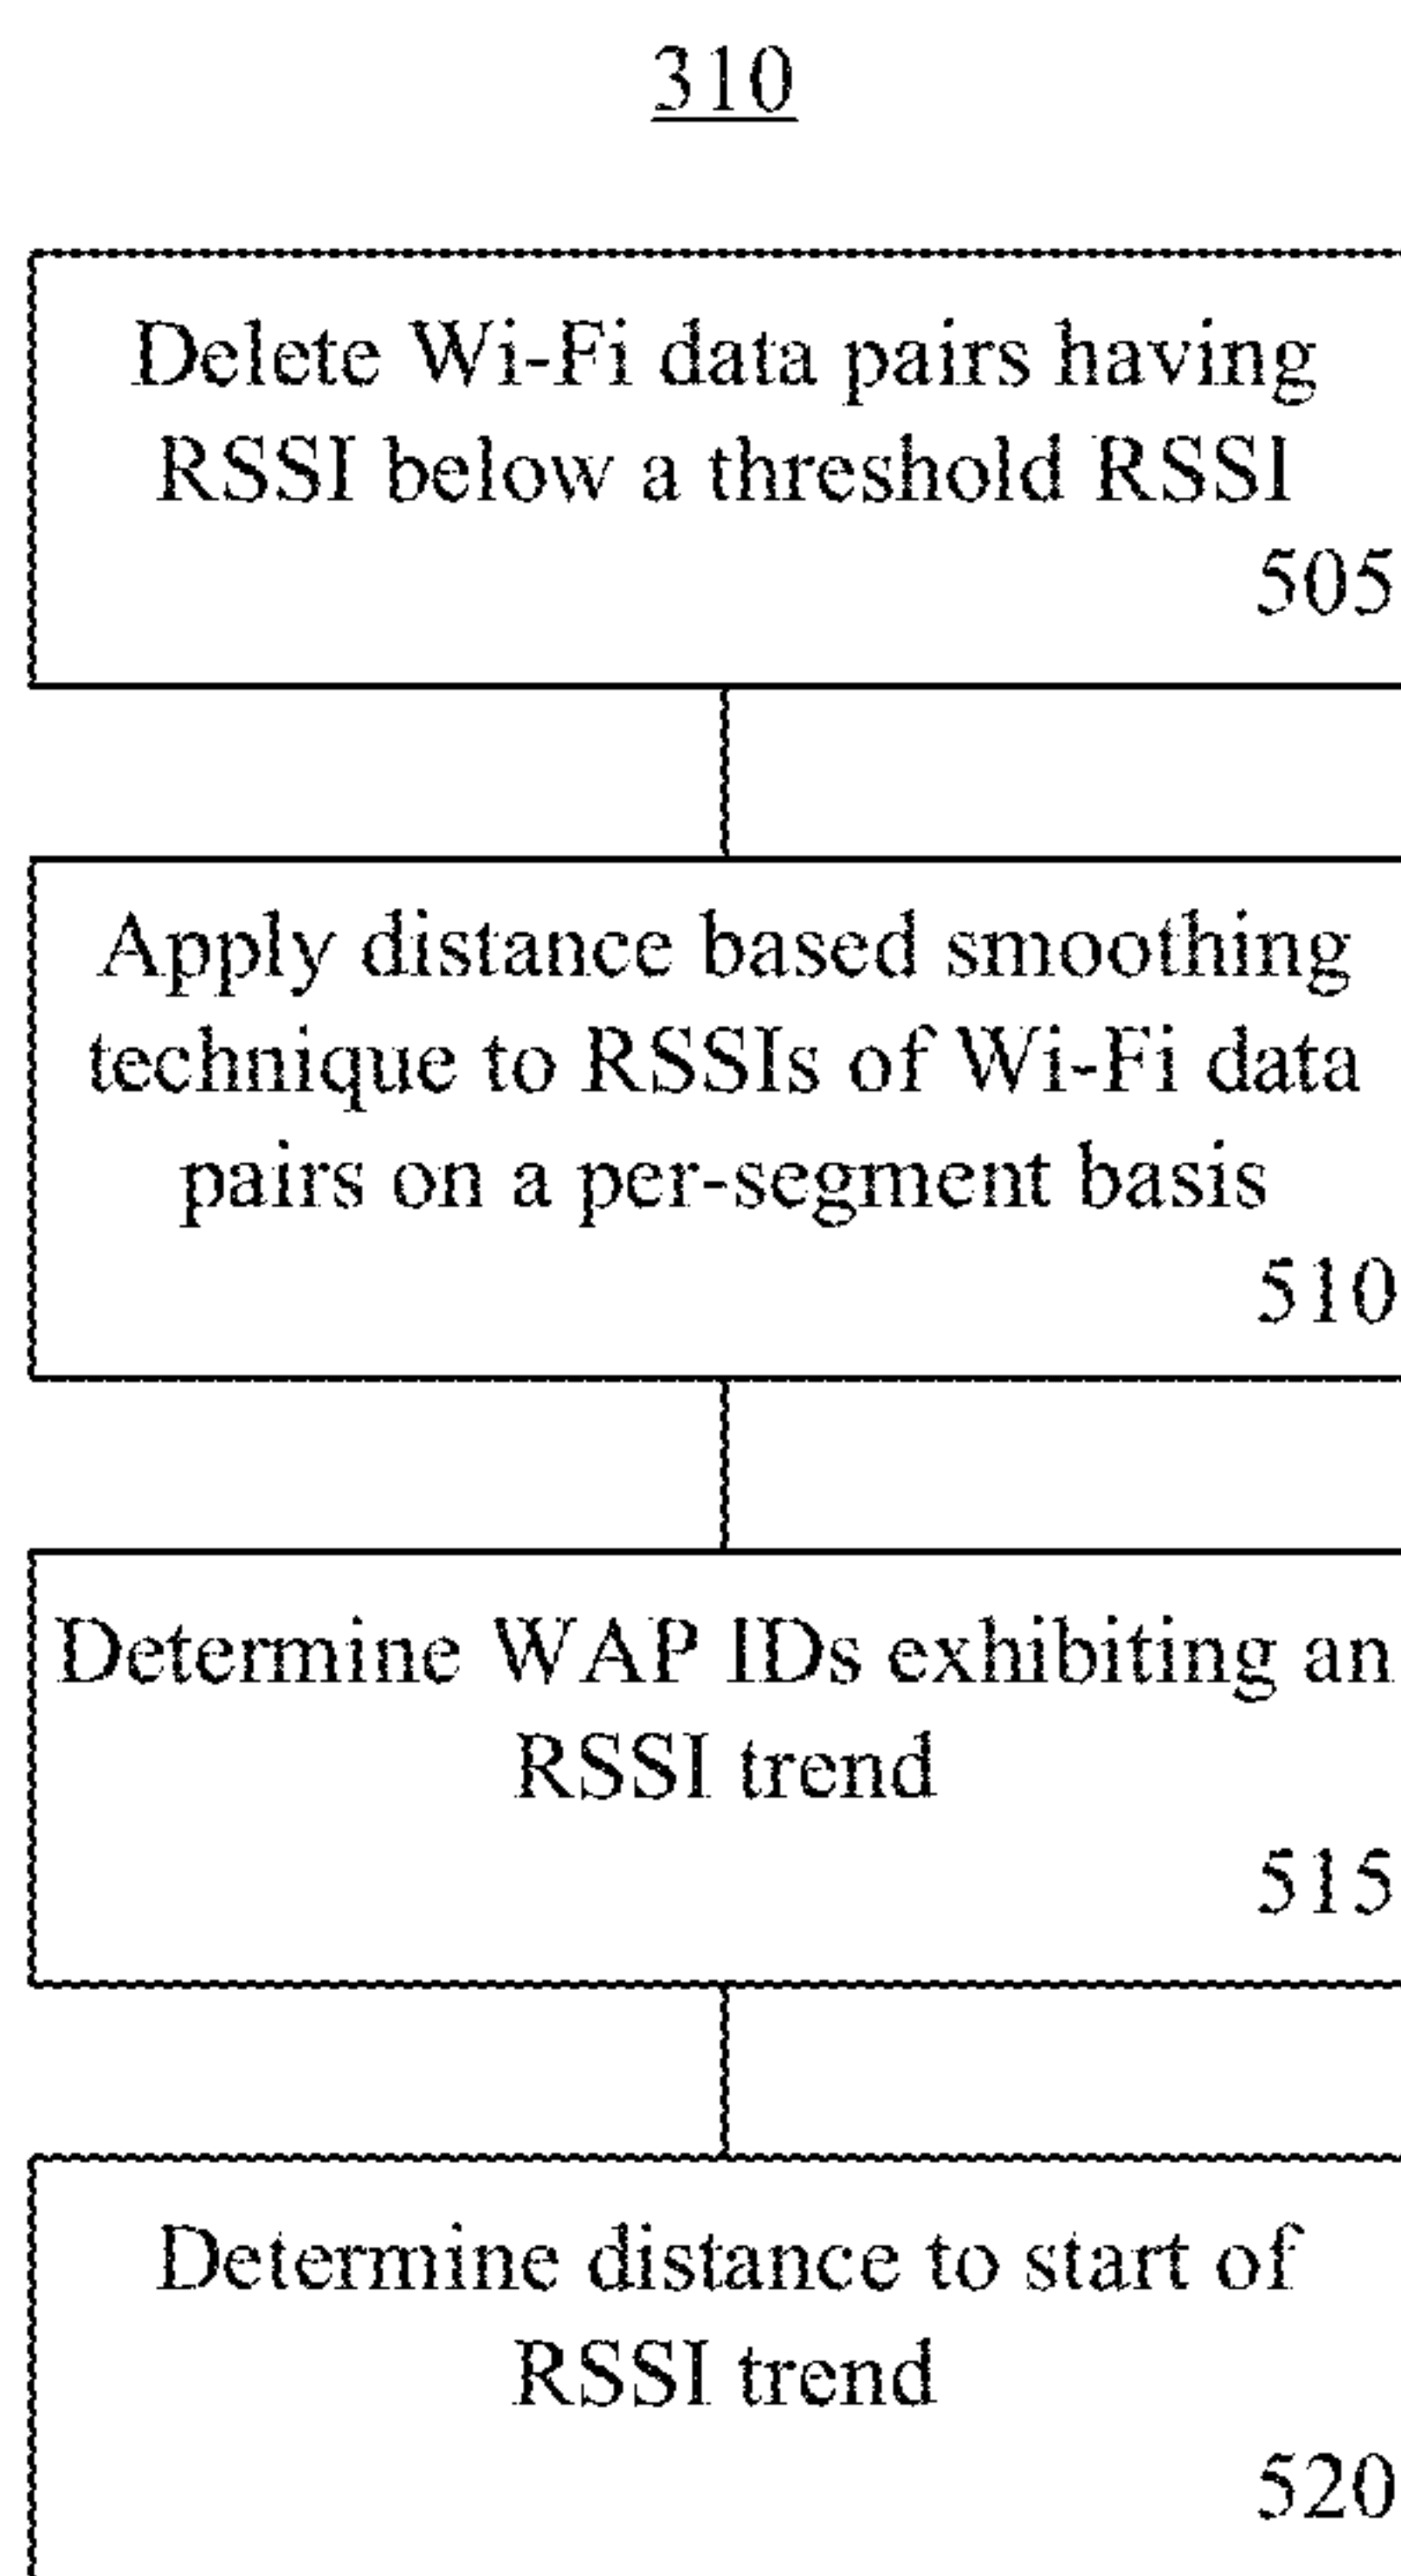 310
Delete Wi-Fi data pairs having
RSSI below a threshold RSSI
505
Apply distance based smoothing
technique to RSSIs of Wi-Fi data
pairs on a per-segment basis
510
Determine WAP IDs exhibiting an
RSSI trend
515
Determine distance to start of
RSSI trend
520